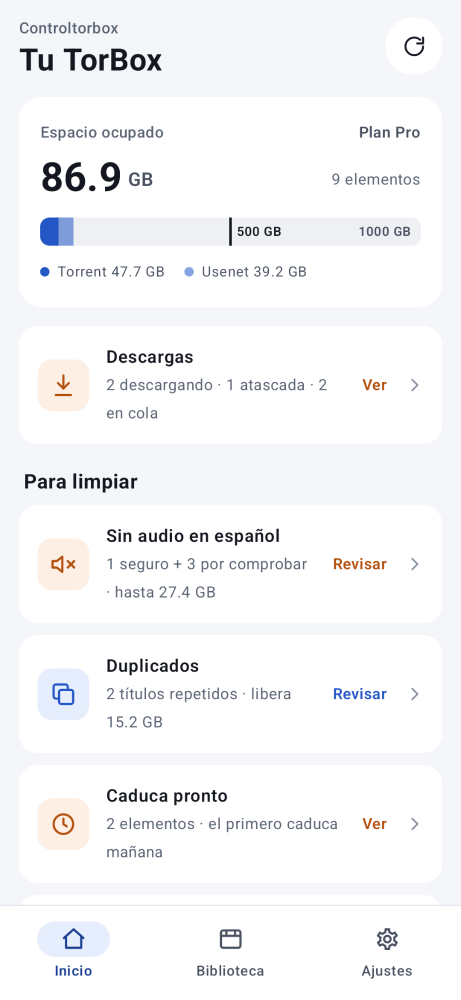 Controltorbox
Tu TorBox
Espacio ocupado
Plan Pro
86.9 GB
9 elementos
500 GB
1000 GB
Torrent 47.7 GB
Usenet 39.2 GB
Descargas
2 descargando · 1 atascada · 2
en cola
Ver
Para limpiar
Sin audio en español
1 seguro + 3 por comprobar
· hasta 27.4 GB
Revisar
Duplicados
2 títulos repetidos · libera
15.2 GB
Revisar
Caduca pronto
2 elementos · el primero caduca
mañana
Ver
Inicio
Biblioteca
Ajustes